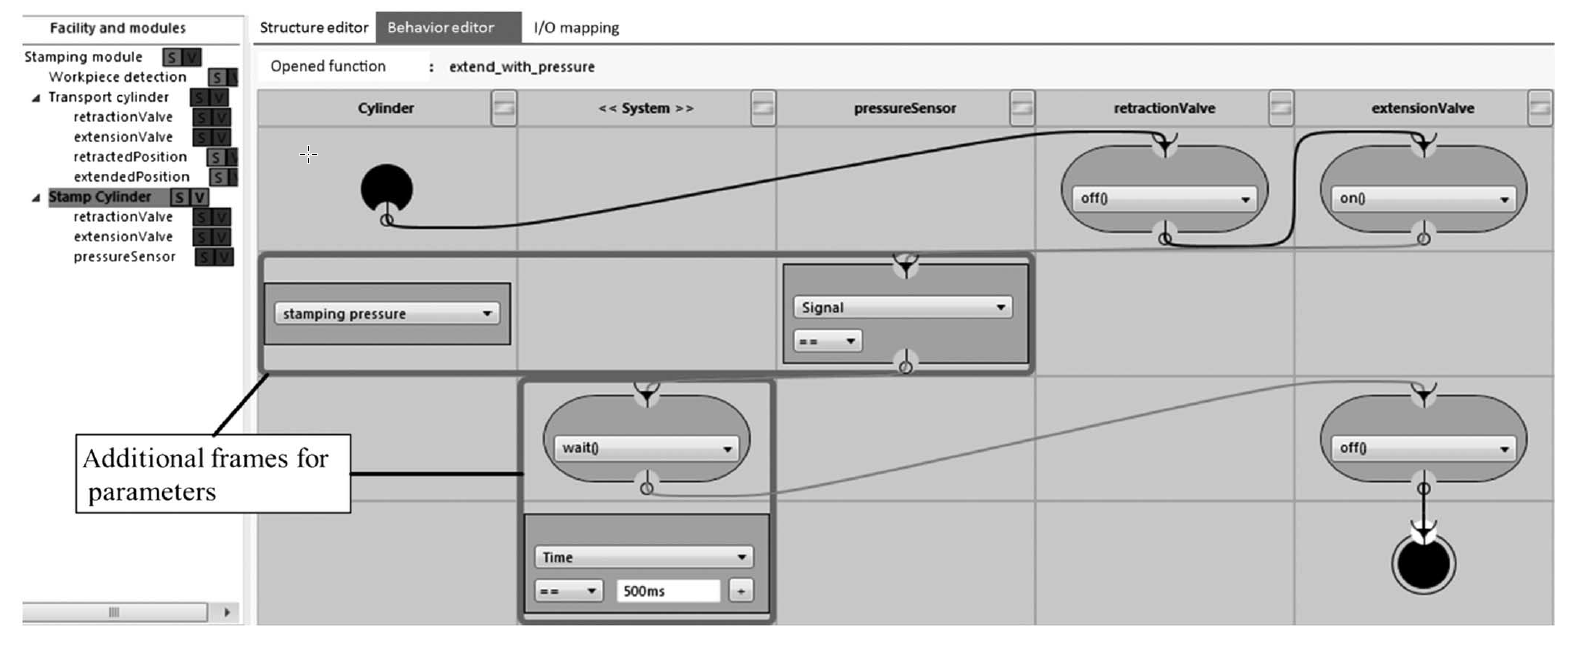 Facility and modules
Structure editor
Behavior editor
I/O mapping
Stamping module S V
Workpiece detection S
Transport cylinder S V
retractionValve S V
extensionValve S V
retractedPosition S
extendedPosition S
Stamp Cylinder S V
retractionValve S V
extensionValve S V
pressureSensor S V
Opened function : extend_with_pressure
Cylinder
<< System >>
pressureSensor
retractionValve
extensionValve
off()
on()
stamping pressure
Signal
==
wait()
off()
Additional frames for
parameters
Time
==
500ms
+